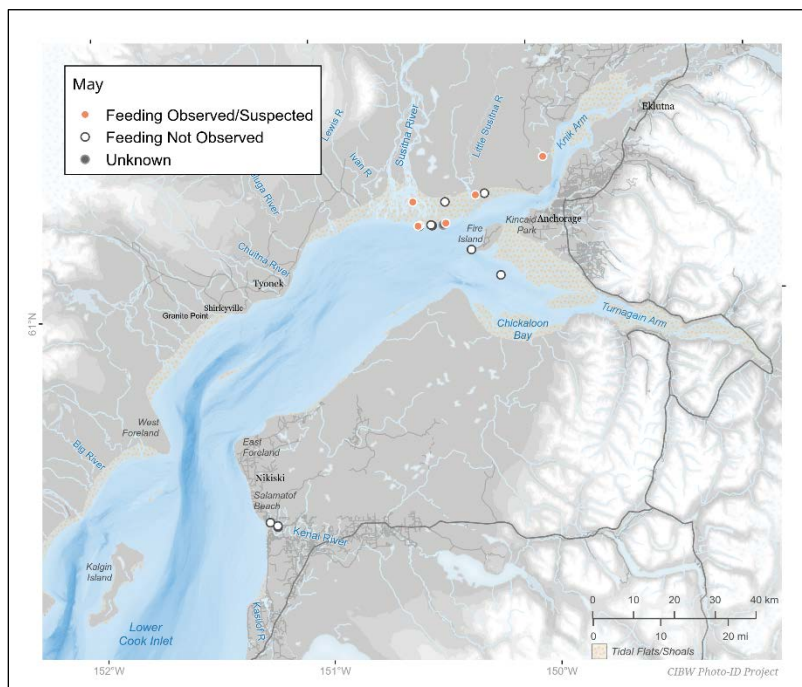 May
Feeding Observed/Suspected
Feeding Not Observed
Unknown
Lewis R
Ivan R
Susitna River
Little Susitna R
Knik Arm
Eklutna
Chuitna River
Tyonek
Shirleyville
Granite Point
Fire
Island
Kincaid
Park
Anchorage
61°N
Chickaloon
Bay
Turnagain Arm
West
Foreland
Big River
East
Foreland
Nikiski
Salamatof
Beach
Kenai River
Kalgin
Island
Kasilof R
Lower
Cook Inlet
0 10 20 30 40 km
0 10 20 mi
Tidal Flats/Shoals
CIBW Photo-ID Project
152°W
151°W
150°W